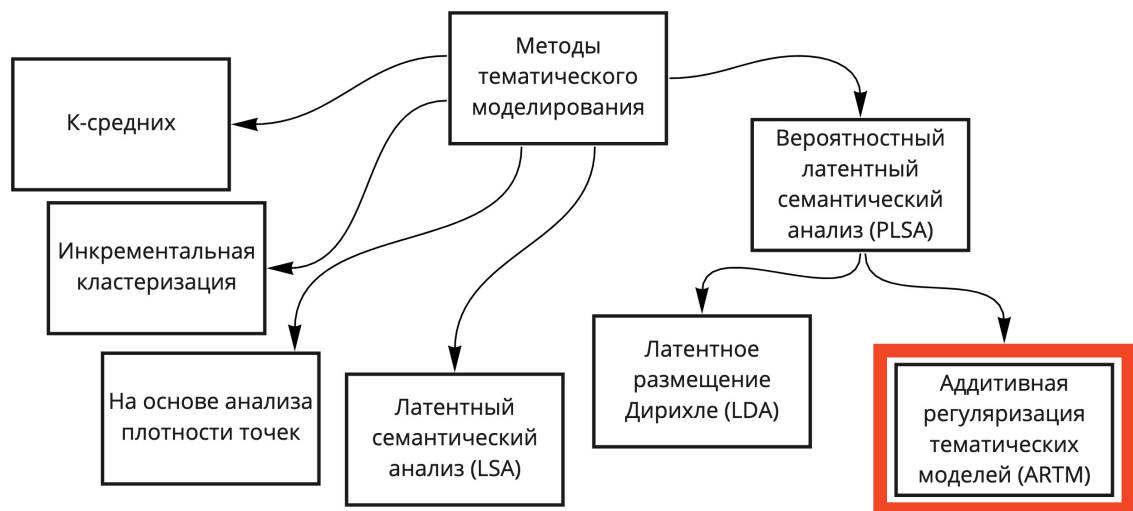 Методы
тематического
моделирования
К-средних
Вероятностный
латентный
семантический
анализ (PLSA)
Инкрементальная
кластеризация
На основе анализа
плотности точек
Латентный
семантический
анализ (LSA)
Латентное
размещение
Дирихле (LDA)
Аддитивная
регуляризация
тематических
моделей (ARTM)